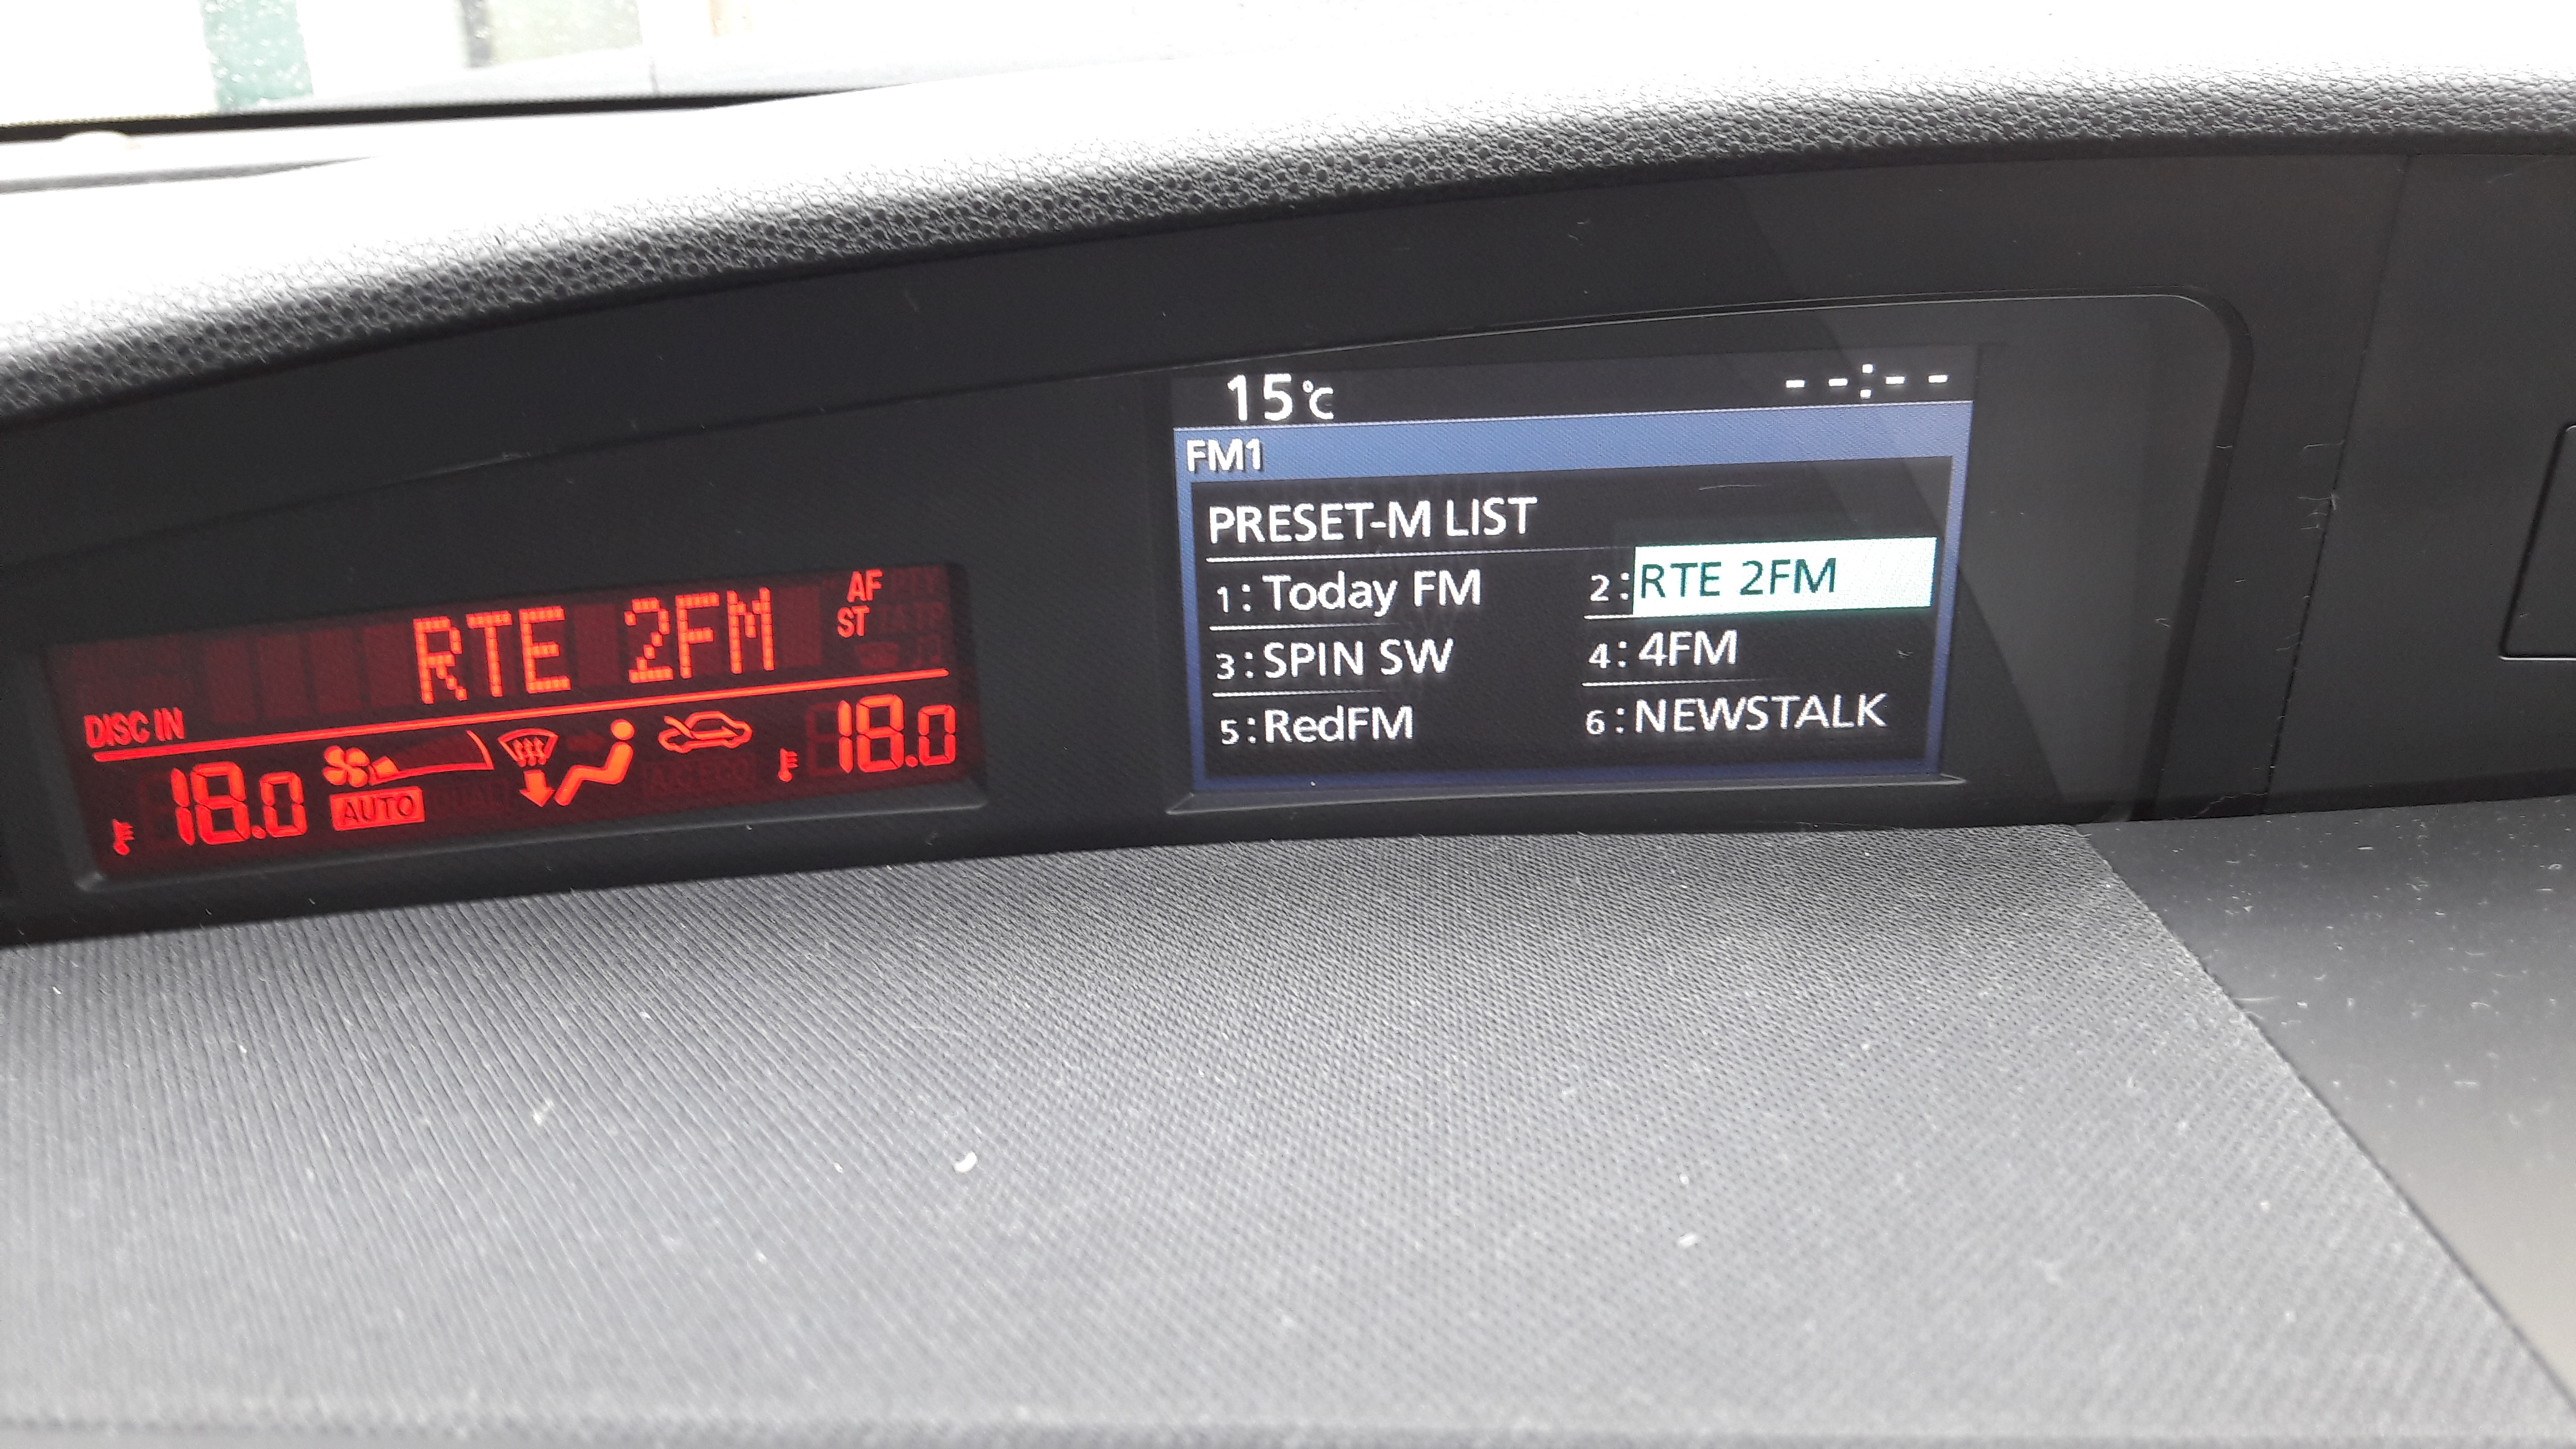 RTE 2FM
AF
ST
DISC IN
18.0 AUTO 18.0
15°C --:--
FM1
PRESET-M LIST
1: Today FM 2: RTE 2FM
3: SPIN SW 4: 4FM
5: RedFM 6: NEWSTALK